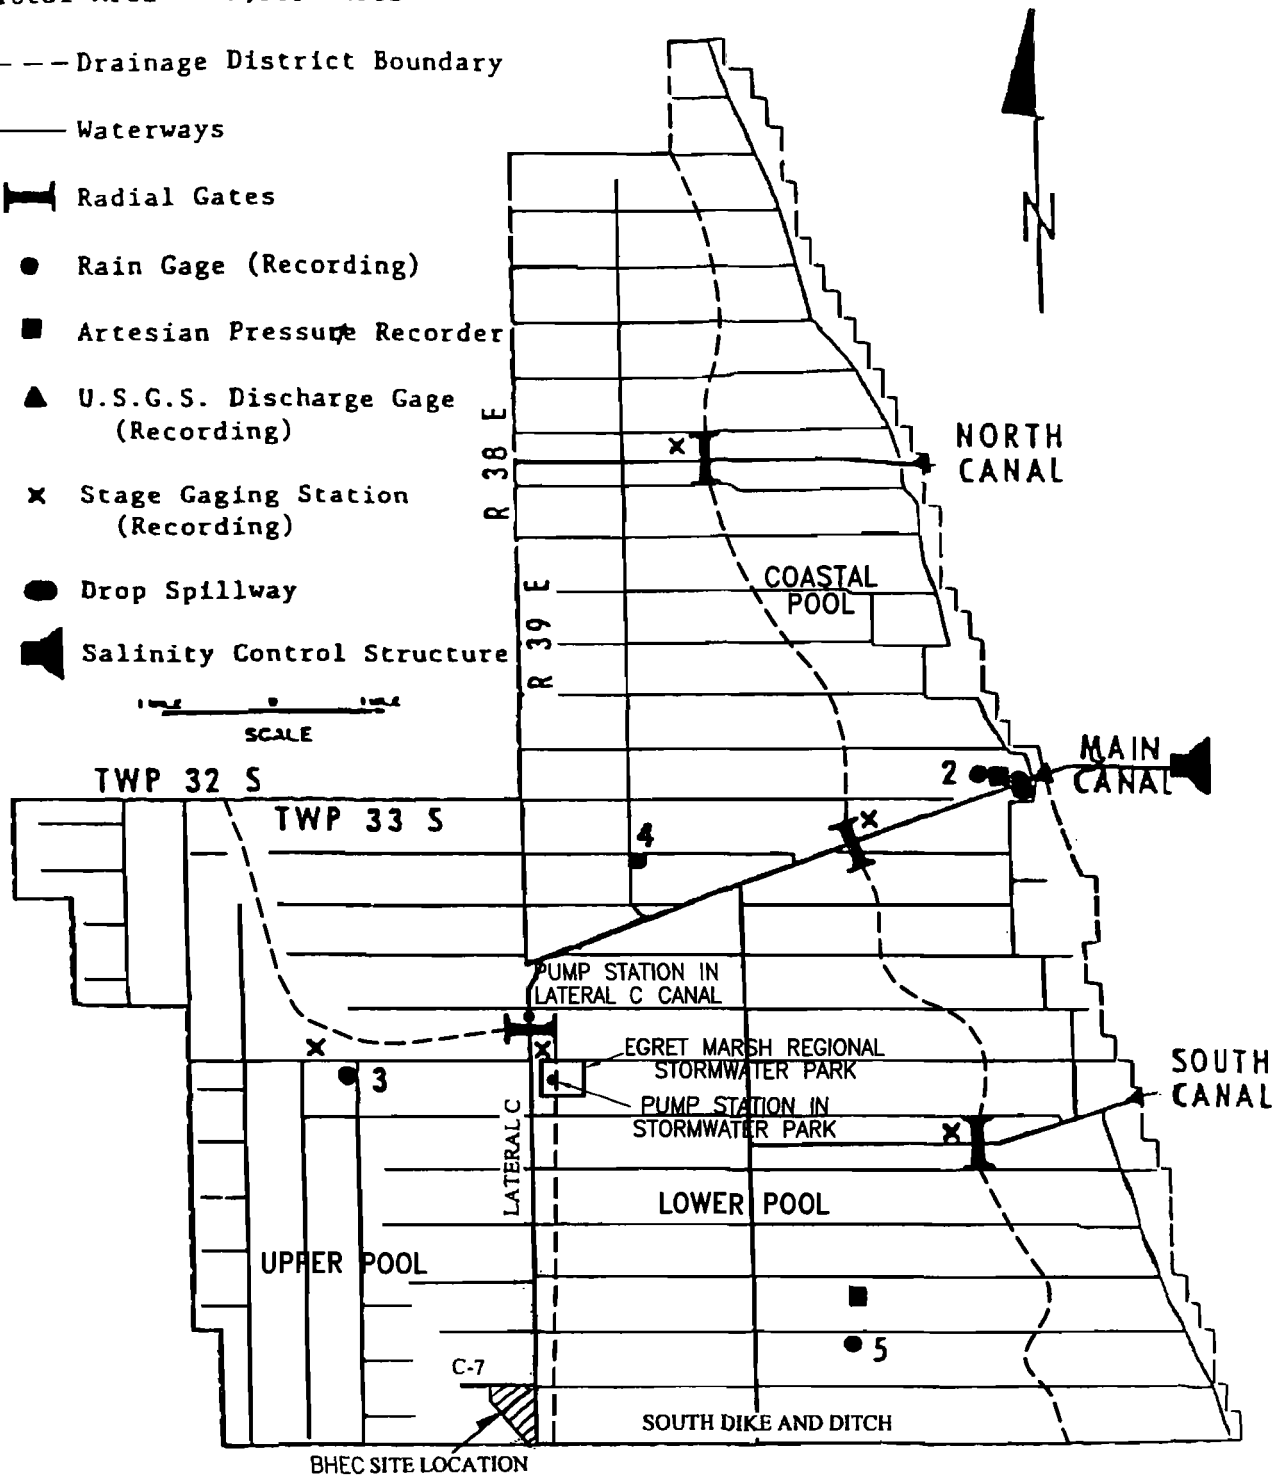 Drainage District Boundary
Waterways
Radial Gates
Rain Gage (Recording)
Artesian Pressure Recorder
U.S.G.S. Discharge Gage
(Recording)
Stage Gaging Station
(Recording)
Drop Spillway
Salinity Control Structure
SCALE
N
R 38 E
R 39 E
NORTH
CANAL
COASTAL
POOL
TWP 32 S
TWP 33 S
2
MAIN
CANAL
4
PUMP STATION IN
LATERAL C CANAL
EGRET MARSH REGIONAL
STORMWATER PARK
3
PUMP STATION IN
STORMWATER PARK
SOUTH
CANAL
LATERAL C
LOWER POOL
UPPER POOL
5
C-7
SOUTH DIKE AND DITCH
BHEC SITE LOCATION